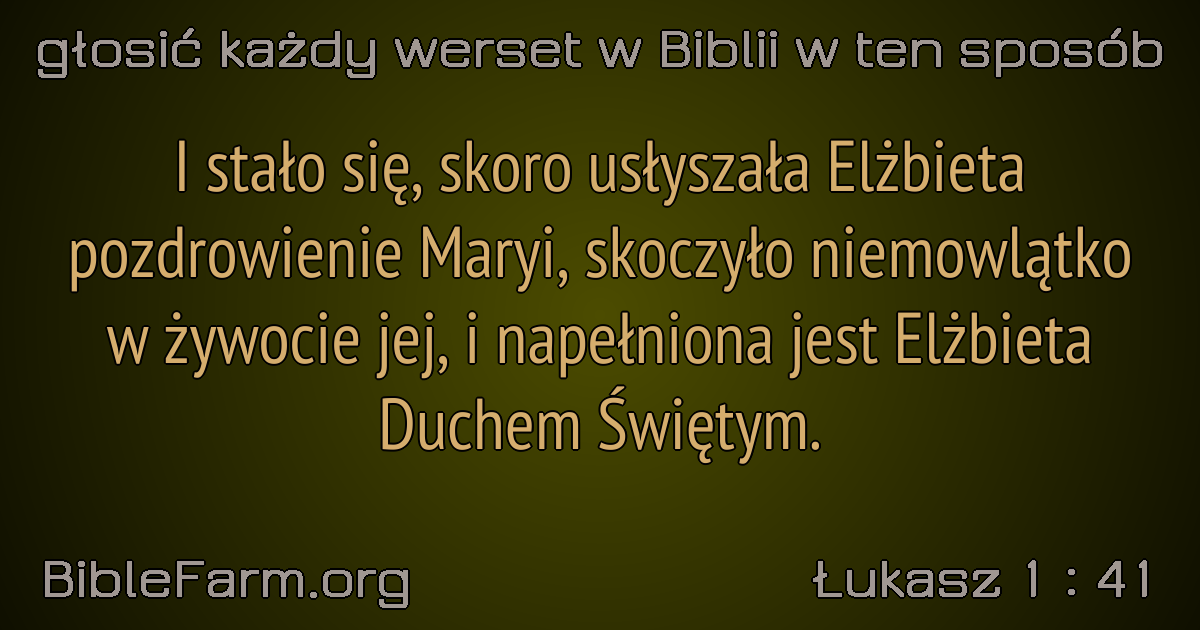 głosić każdy werset w Biblii w ten sposób
I stało się, skoro usłyszała Elżbieta
pozdrowienie Maryi, skoczyło niemowlątko
w żywocie jej, i napełniona jest Elżbieta
Duchem Świętym.
BibleFarm.org
Łukasz 1 : 41